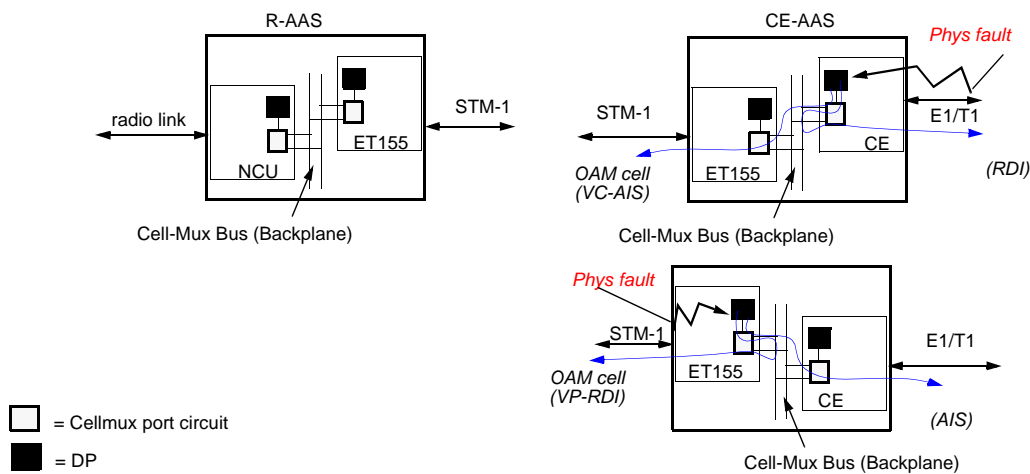 R-AAS
radio link
NCU
ET155
STM-1
Cell-Mux Bus (Backplane)
CE-AAS
Phys fault
STM-1
ET155
CE
E1/T1
OAM cell
(VC-AIS)
(RDI)
Cell-Mux Bus (Backplane)
Phys fault
STM-1
ET155
CE
E1/T1
OAM cell
(VP-RDI)
(AIS)
Cell-Mux Bus (Backplane)
= Cellmux port circuit
= DP